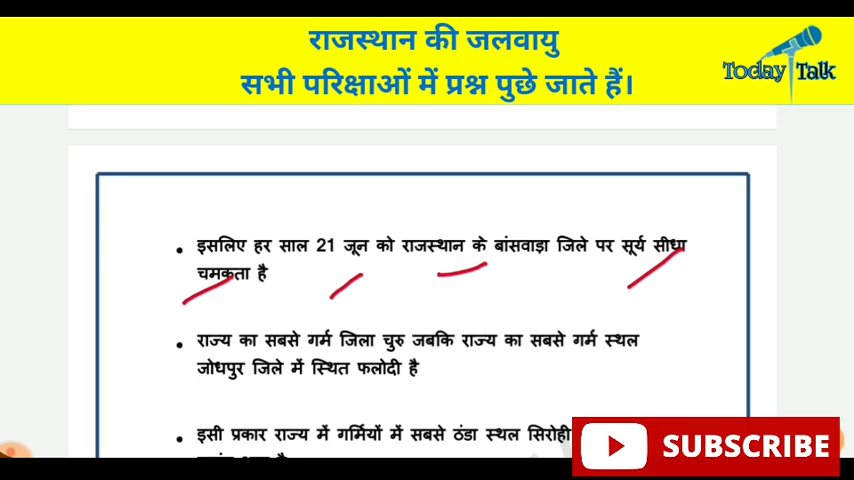 राजस्थान की जलवायु
सभी परिक्षाओं में प्रश्न पुछे जाते हैं।
Today Talk
• इसलिए हर साल 21 जून को राजस्थान के बांसवाड़ा जिले पर सूर्य सीधा
चमकता है
• राज्य का सबसे गर्म जिला चुरु जबकि राज्य का सबसे गर्म स्थल
जोधपुर जिले में स्थित फलोदी है
• इसी प्रकार राज्य में गर्मियों में सबसे ठंडा स्थल सिरोही
SUBSCRIBE